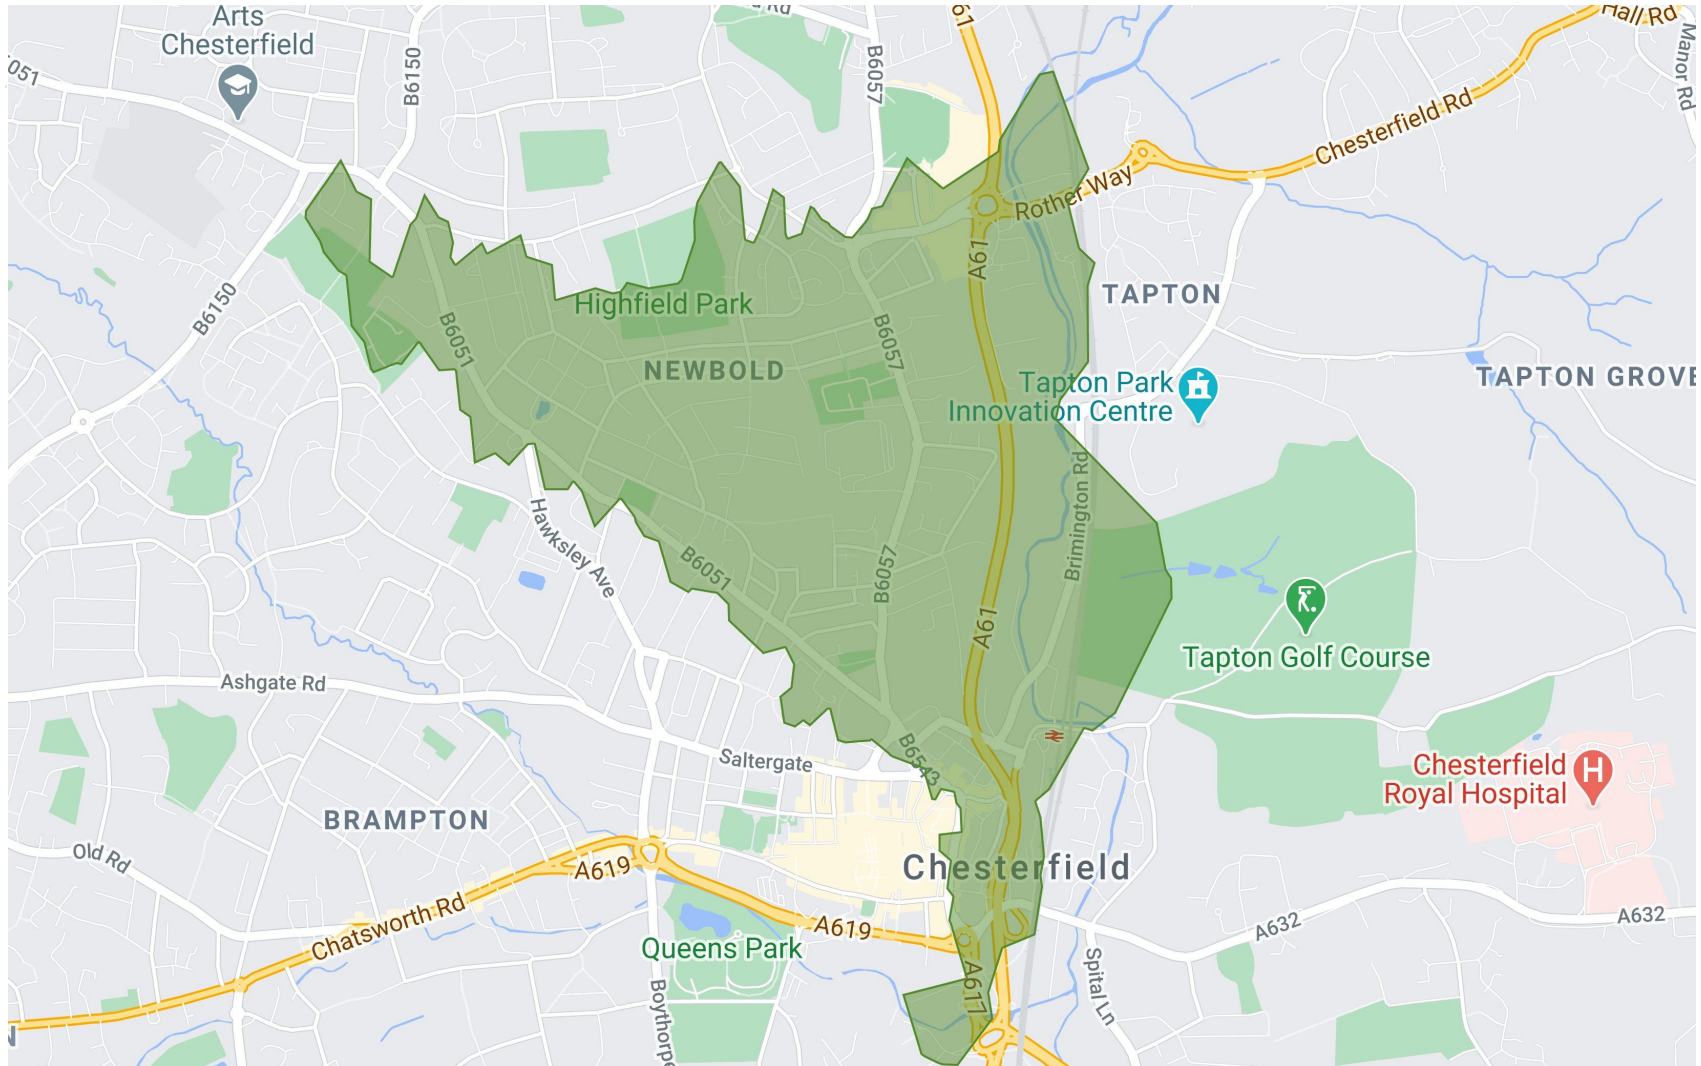 Arts
Chesterfield
B6150
B6057
61
Hall Rd
Manor Rd
Chesterfield Rd
Rother Way
A61
B6150
B6051
Highfield Park
NEWBOLD
B6057
TAPTON
Tapton Park
Innovation Centre
TAPTON GROVE
Brimington Rd
Hawksley Ave
B6051
B6057
A61
Tapton Golf Course
Ashgate Rd
Saltergate
B6543
Chesterfield
Royal Hospital
BRAMPTON
Old Rd
A619
Chesterfield
Chatsworth Rd
A619
Queens Park
A632
A632
A617
Spital Ln
Boythorpe